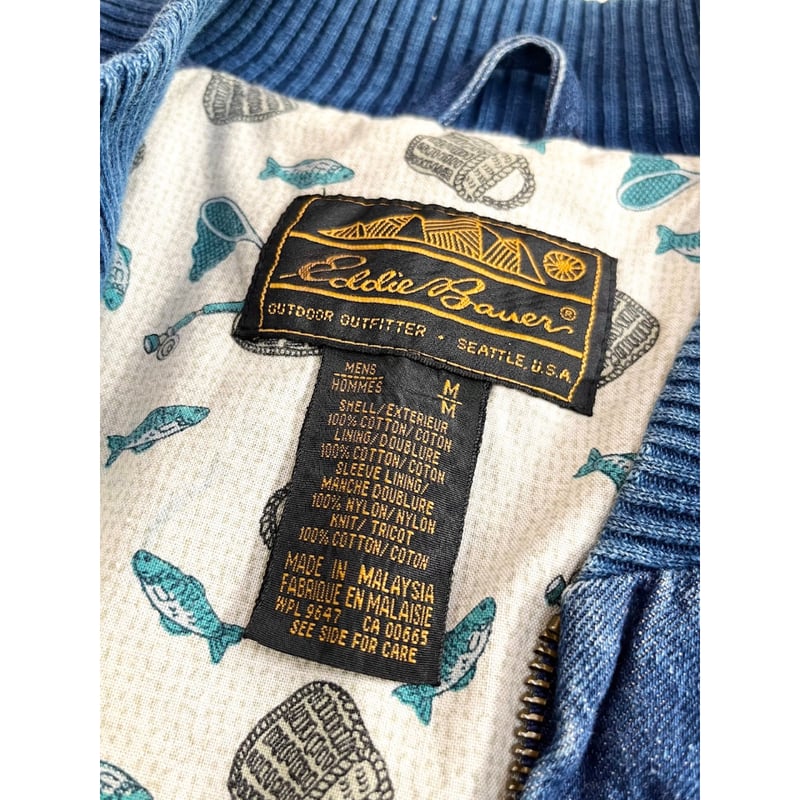 Eddie Bauer®
OUTDOOR OUTFITTER • SEATTLE, U.S.A.
MENS M
HOMMES M
SHELL/EXTERIEUR
100% COTTON/COTON
LINING/DOUBLURE
100% COTTON/COTON
SLEEVE LINING/
MANCHE DOUBLURE
100% NYLON/NYLON
KNIT/TRICOT
100% COTTON/COTON
MADE IN MALAYSIA
FABRIQUE EN MALAISIE
WPL 9647 CA 00665
SEE SIDE FOR CARE